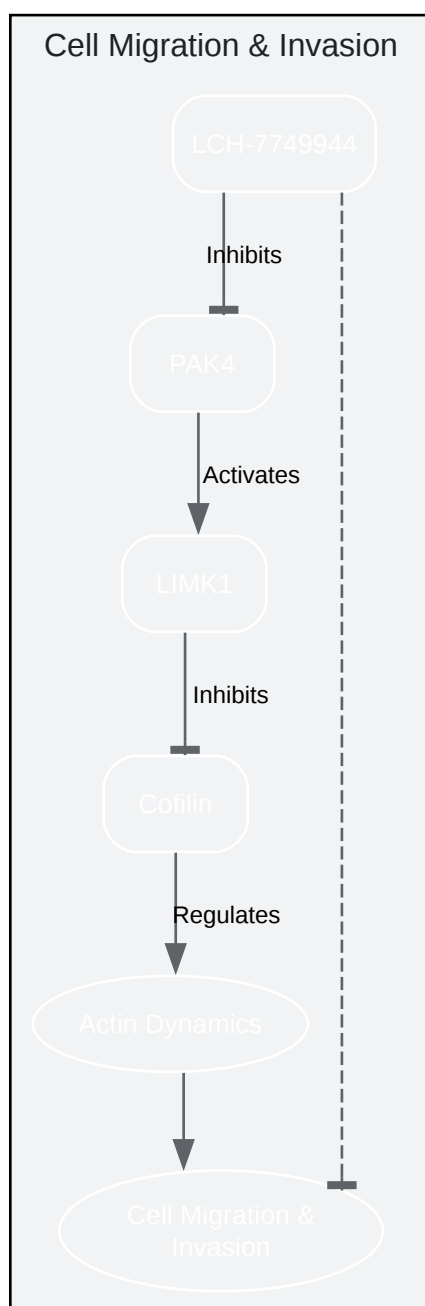 Cell Migration & Invasion
LCH-7749944
Inhibits
PAK4
Activates
LIMK1
Inhibits
Cofilin
Regulates
Actin Dynamics
Cell Migration &
Invasion